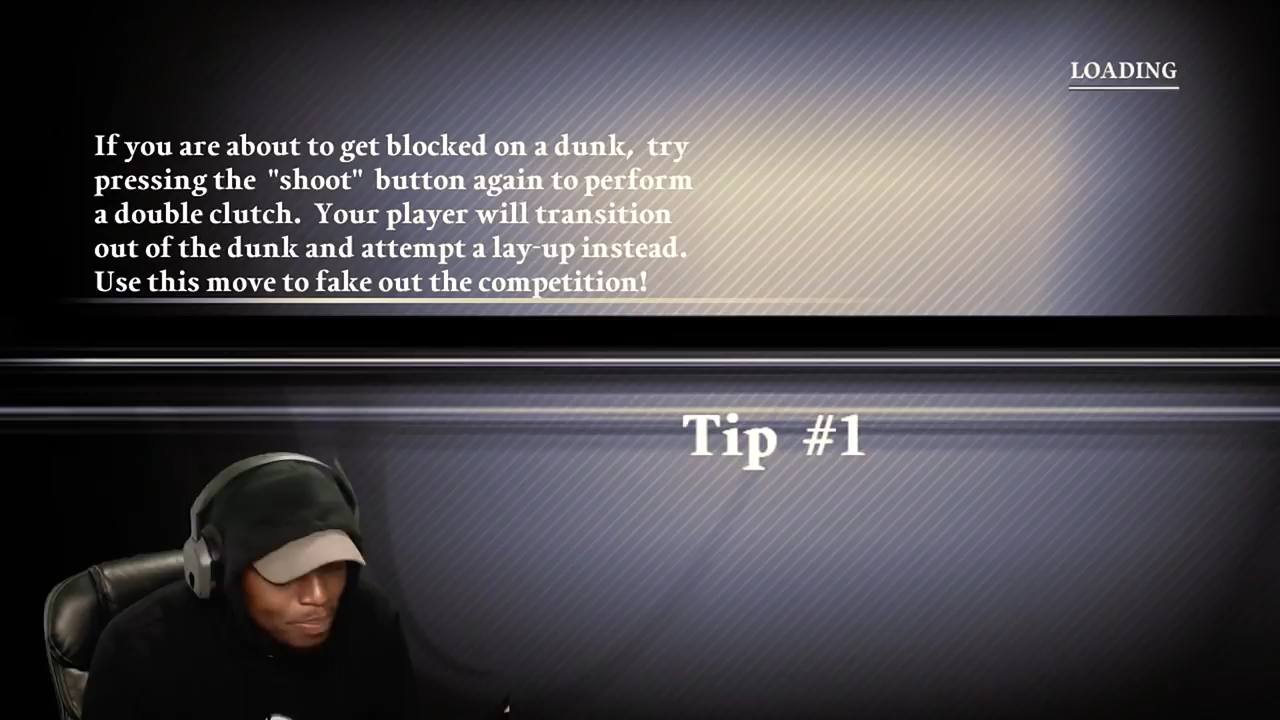 LOADING
If you are about to get blocked on a dunk, try
pressing the "shoot" button again to perform
a double clutch. Your player will transition
out of the dunk and attempt a lay-up instead.
Use this move to fake out the competition!
Tip #1